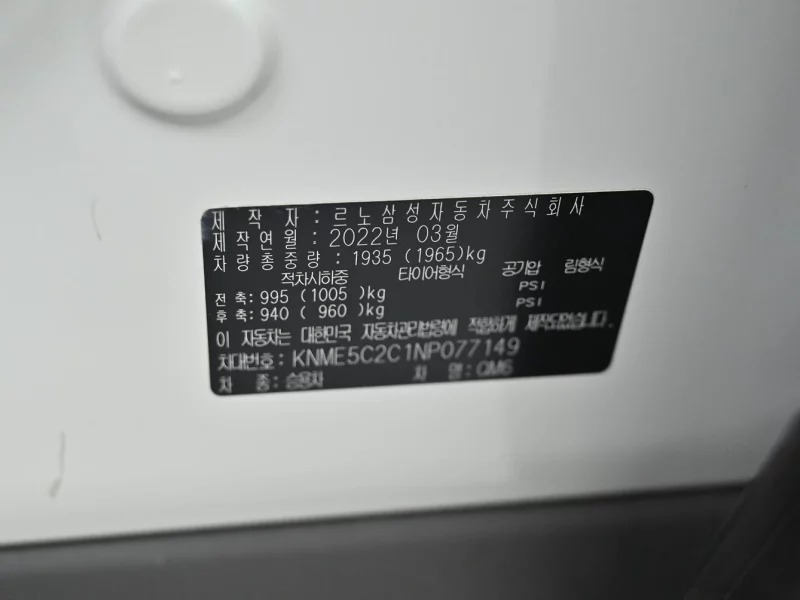 제 작 자 : 르노삼성자동차주식회사
제작연월 : 2022년 03월
차량총중량 : 1935 (1965)kg
적차시하중 타이어형식 공기압 림형식
전 축: 995 (1005 )kg PSI
후 축: 940 ( 960)kg PSI
이 자동차는 대한민국 자동차관리법령에 적합하게 제작되었습니다.
차대번호: KNME5C2C1NP077149
차 종: 승용차 차 명: QM6